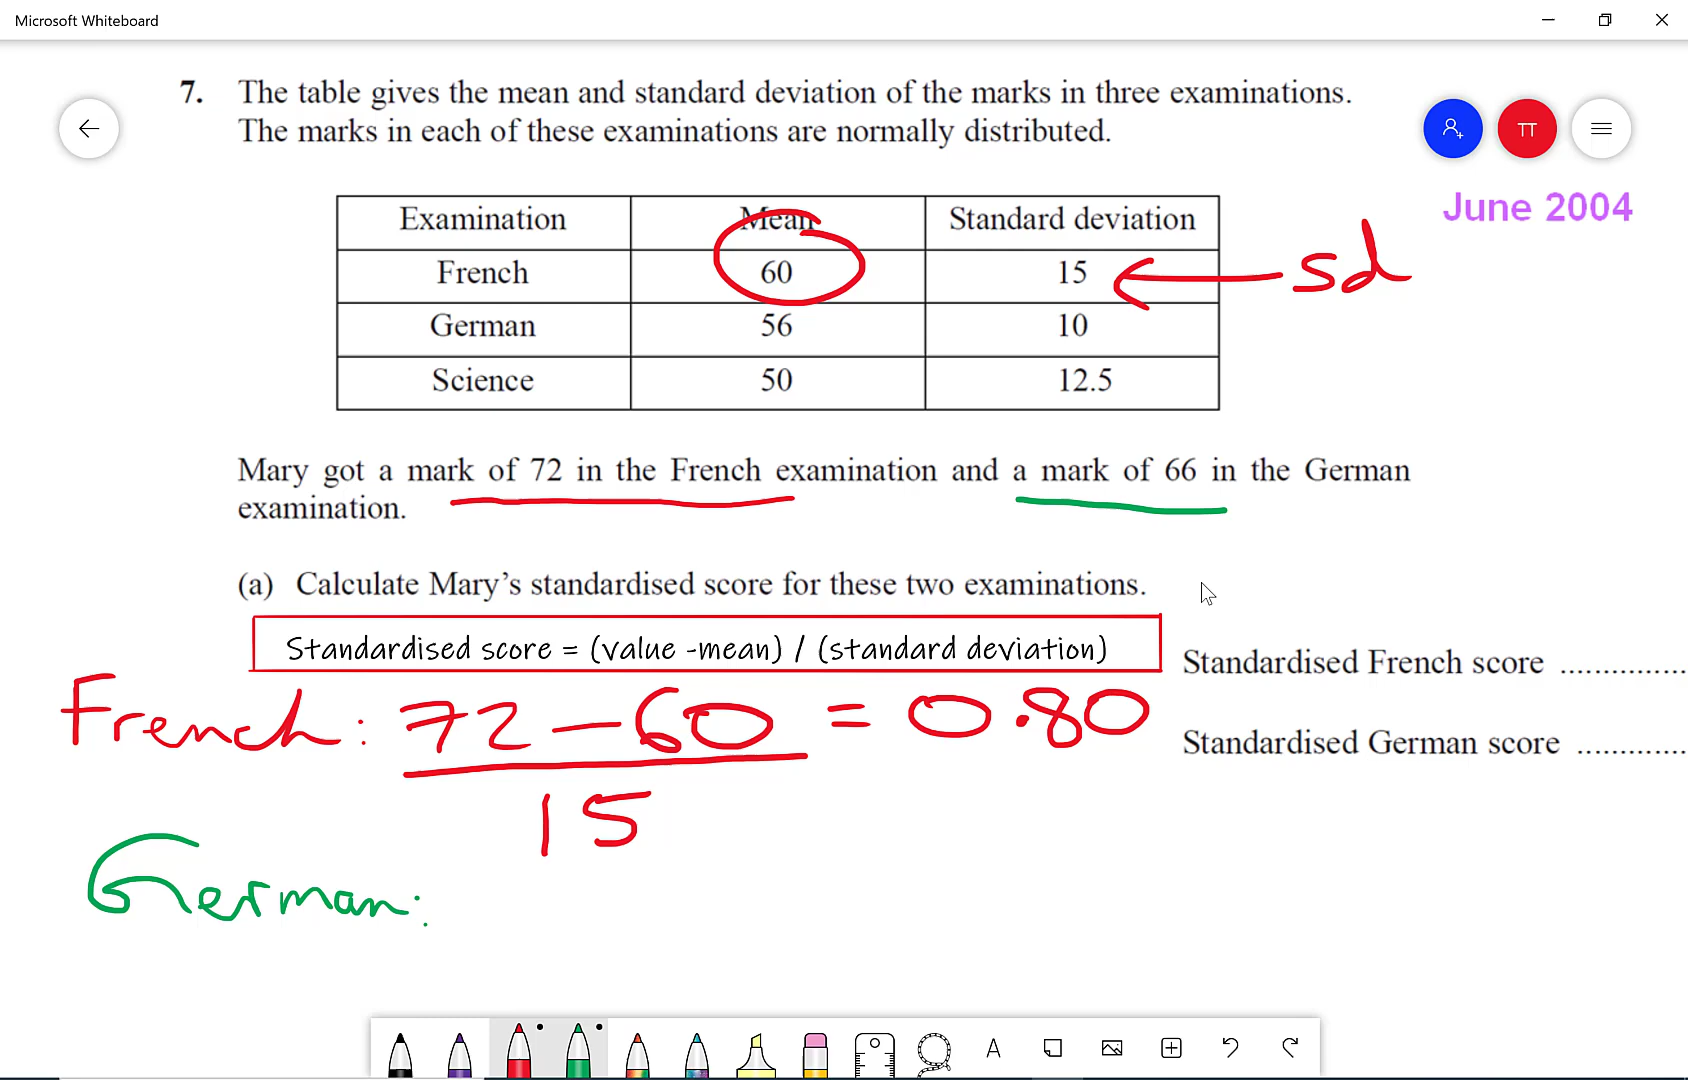 Microsoft Whiteboard
7. The table gives the mean and standard deviation of the marks in three examinations.
The marks in each of these examinations are normally distributed.
TT
June 2004
Examination Mean Standard deviation
French 60 15
sd
German 56 10
Science 50 12.5
Mary got a mark of 72 in the French examination and a mark of 66 in the German
examination.
(a) Calculate Mary's standardised score for these two examinations.
Standardised score = (value -mean) / (standard deviation)
Standardised French score ...............
French: 72 - 60 = 0.80
15
Standardised German score .............
German:
A